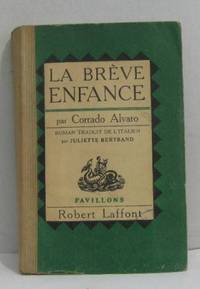 LA BRÈVE
ENFANCE
par Corrado Alvaro
ROMAN TRADUIT DE L'ITALIEN
par JULIETTE BERTRAND
PAVILLONS
Robert Laffont